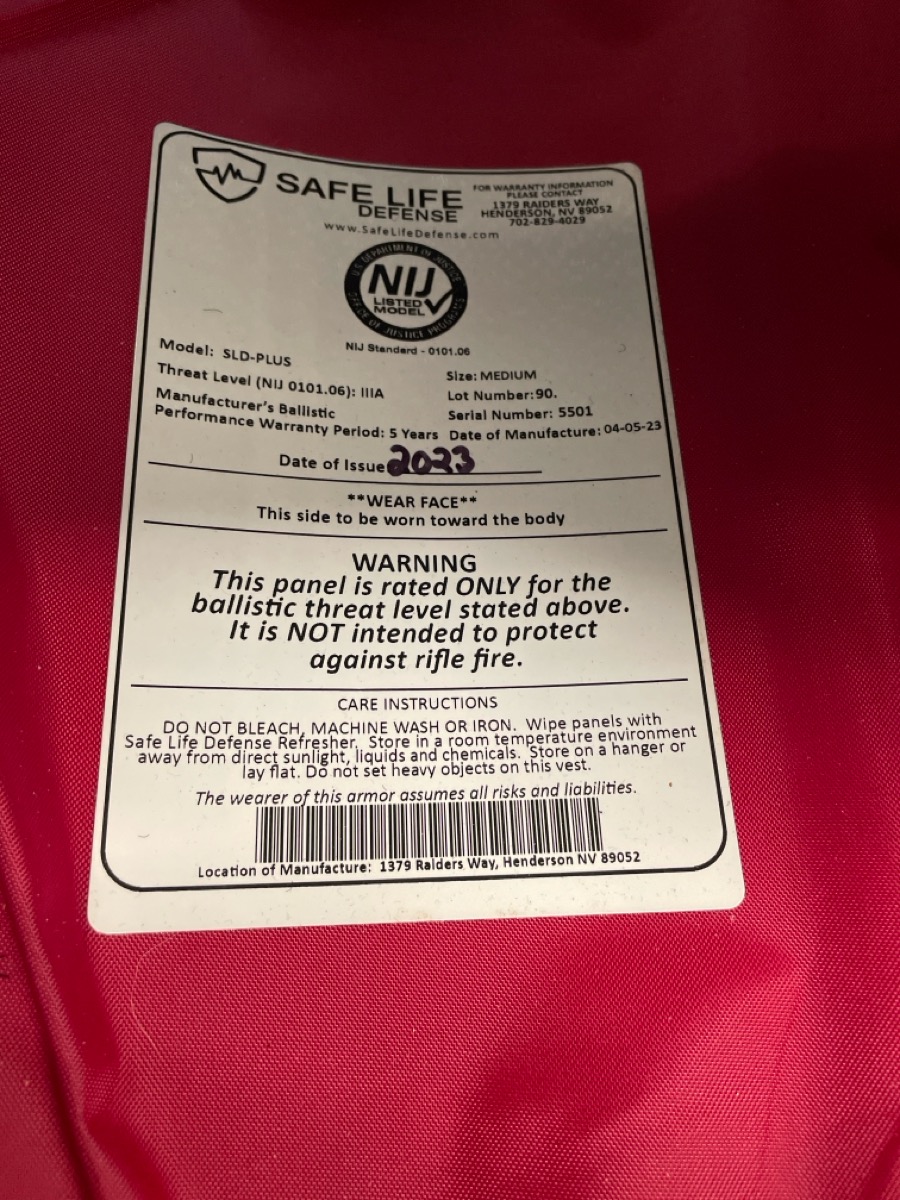 SAFE LIFE
DEFENSE
FOR WARRANTY INFORMATION
PLEASE CONTACT
1379 RAIDERS WAY
HENDERSON, NV 89052
702-829-4029
www.SafeLifeDefense.com
U.S. DEPARTMENT OF JUSTICE
NIJ
LISTED
MODEL
OFFICE OF JUSTICE PROGRAMS
NIJ Standard - 0101.06
Model: SLD-PLUS
Threat Level (NIJ 0101.06): IIIA
Manufacturer's Ballistic
Performance Warranty Period: 5 Years
Size: MEDIUM
Lot Number: 90.
Serial Number: 5501
Date of Manufacture: 04-05-23
Date of Issue 2023
**WEAR FACE**
This side to be worn toward the body
WARNING
This panel is rated ONLY for the
ballistic threat level stated above.
It is NOT intended to protect
against rifle fire.
CARE INSTRUCTIONS
DO NOT BLEACH, MACHINE WASH OR IRON. Wipe panels with
Safe Life Defense Refresher. Store in a room temperature environment
away from direct sunlight, liquids and chemicals. Store on a hanger or
lay flat. Do not set heavy objects on this vest.
The wearer of this armor assumes all risks and liabilities.
Location of Manufacture: 1379 Raiders Way, Henderson NV 89052